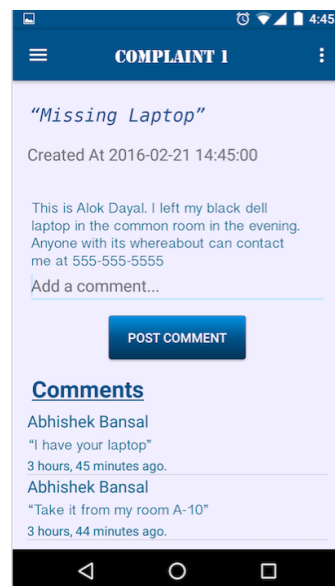 4:45
COMPLAINT 1
“Missing Laptop”
Created At 2016-02-21 14:45:00
This is Alok Dayal. I left my black dell
laptop in the common room in the evening.
Anyone with its whereabout can contact
me at 555-555-5555
Add a comment...
POST COMMENT
Comments
Abhishek Bansal
“I have your laptop”
3 hours, 45 minutes ago.
Abhishek Bansal
“Take it from my room A-10”
3 hours, 44 minutes ago.